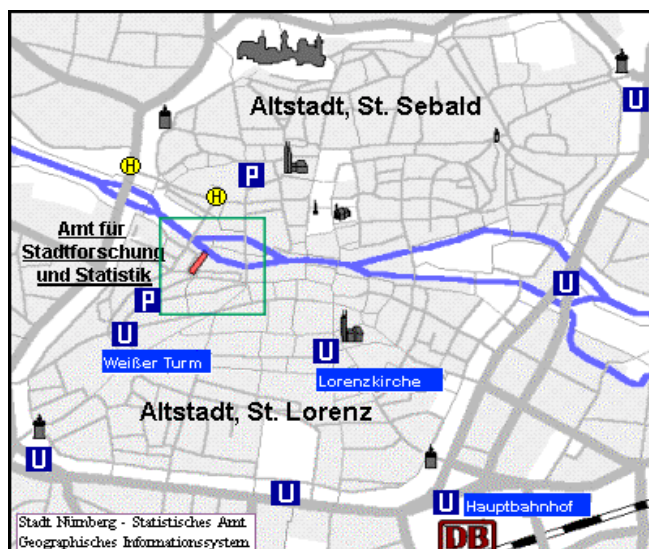 Altstadt, St. Sebald
U
H
P
H
Amt für
Stadtforschung
und Statistik
U
P
U
Weißer Turm
U
Lorenzkirche
Altstadt, St. Lorenz
U
U
U
Hauptbahnhof
DB
Stadt Nürnberg - Statistisches Amt
Geographisches Informationssystem